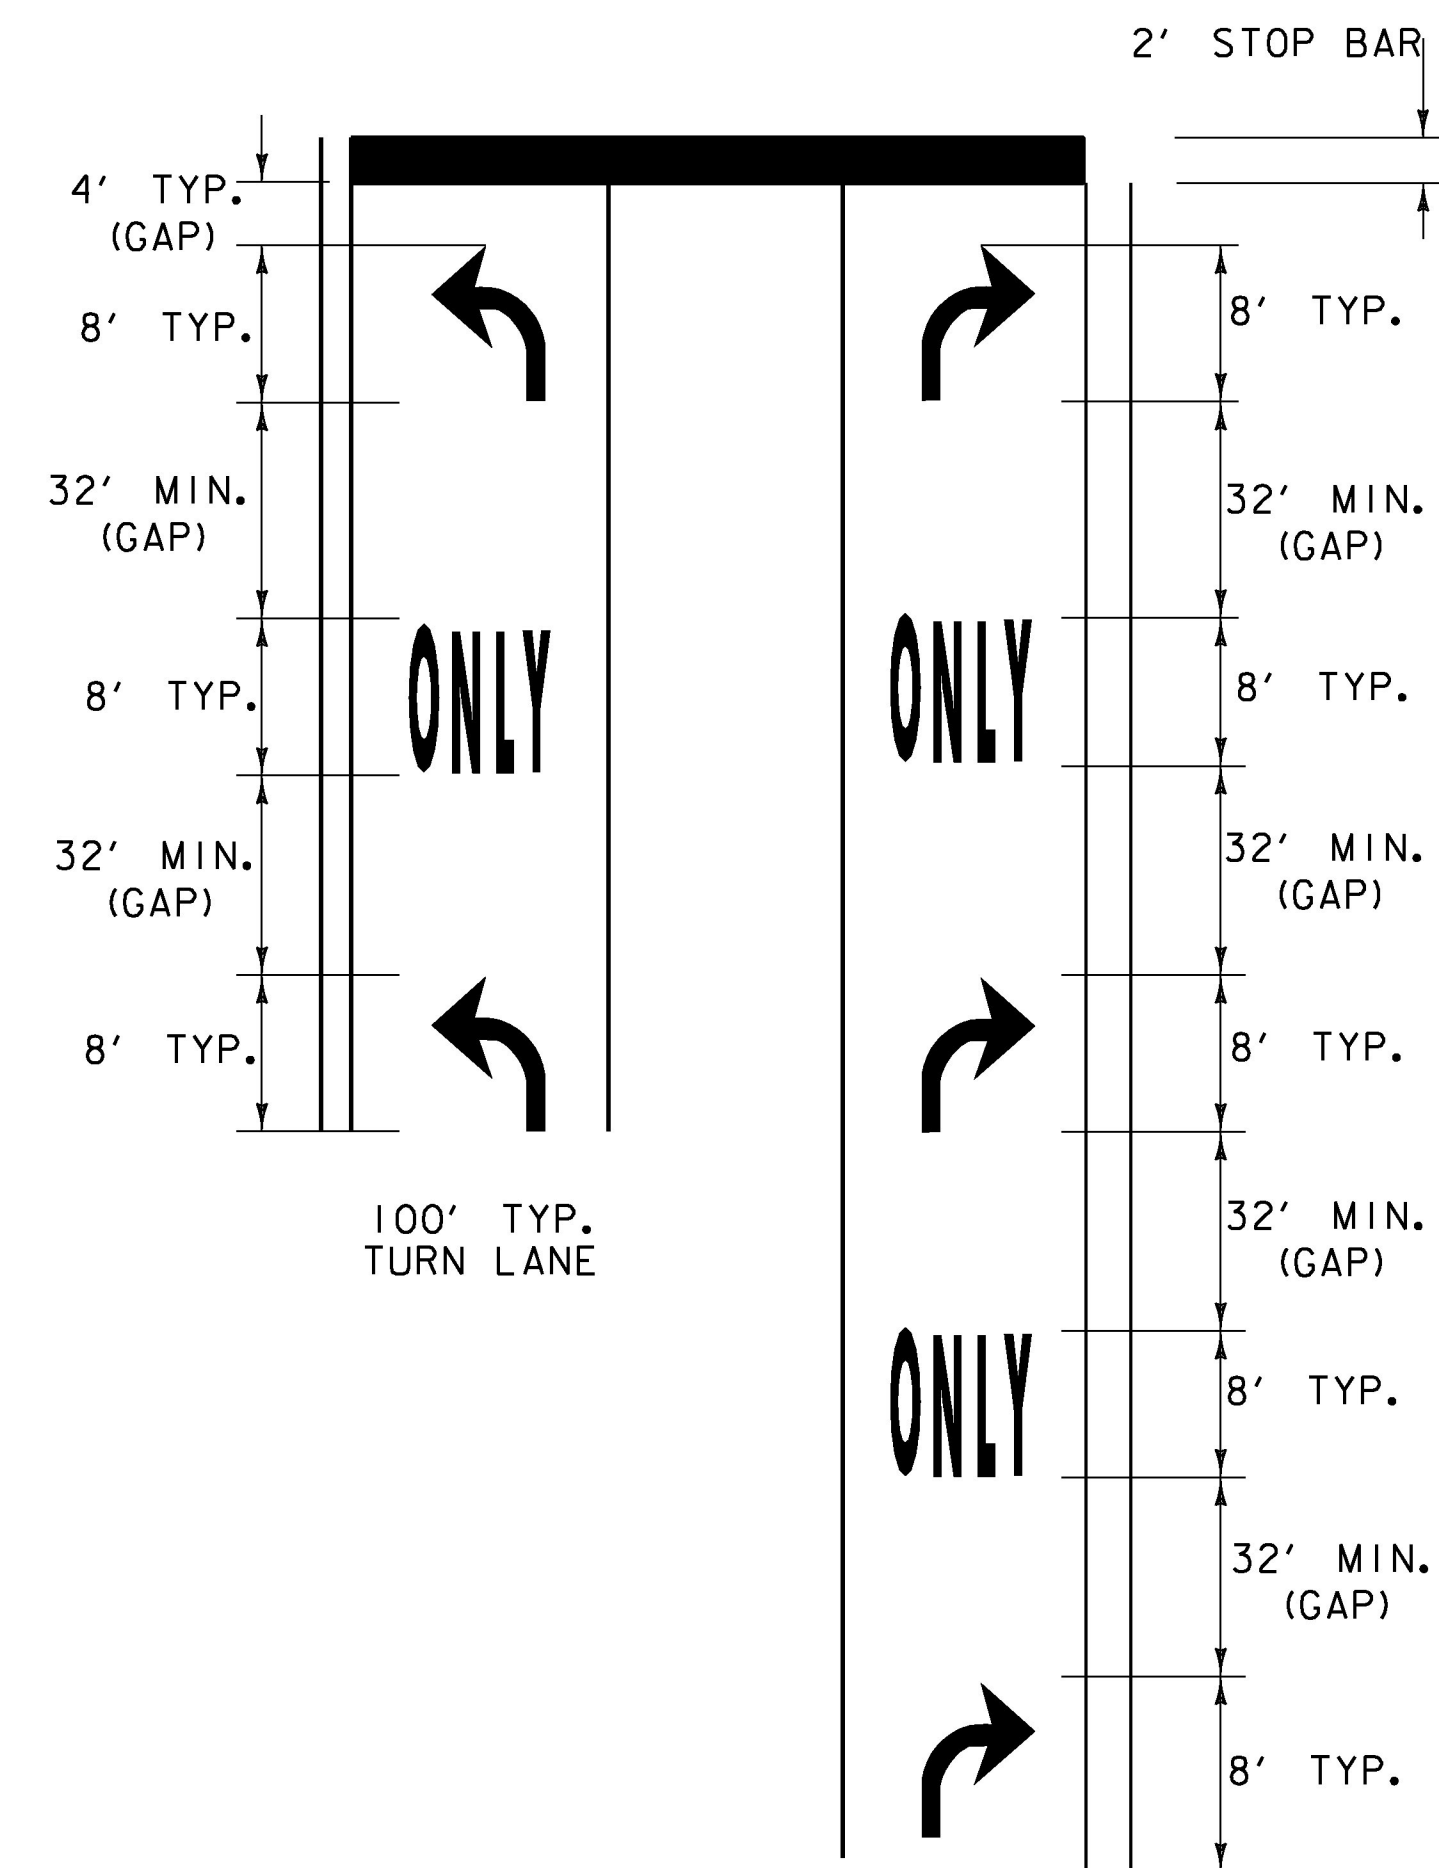 2' STOP BAR
4' TYP.
(GAP)
8' TYP.
8' TYP.
32' MIN.
(GAP)
32' MIN.
(GAP)
ONLY
ONLY
8' TYP.
8' TYP.
32' MIN.
(GAP)
32' MIN.
(GAP)
8' TYP.
8' TYP.
100' TYP.
TURN LANE
32' MIN.
(GAP)
ONLY
8' TYP.
32' MIN.
(GAP)
8' TYP.